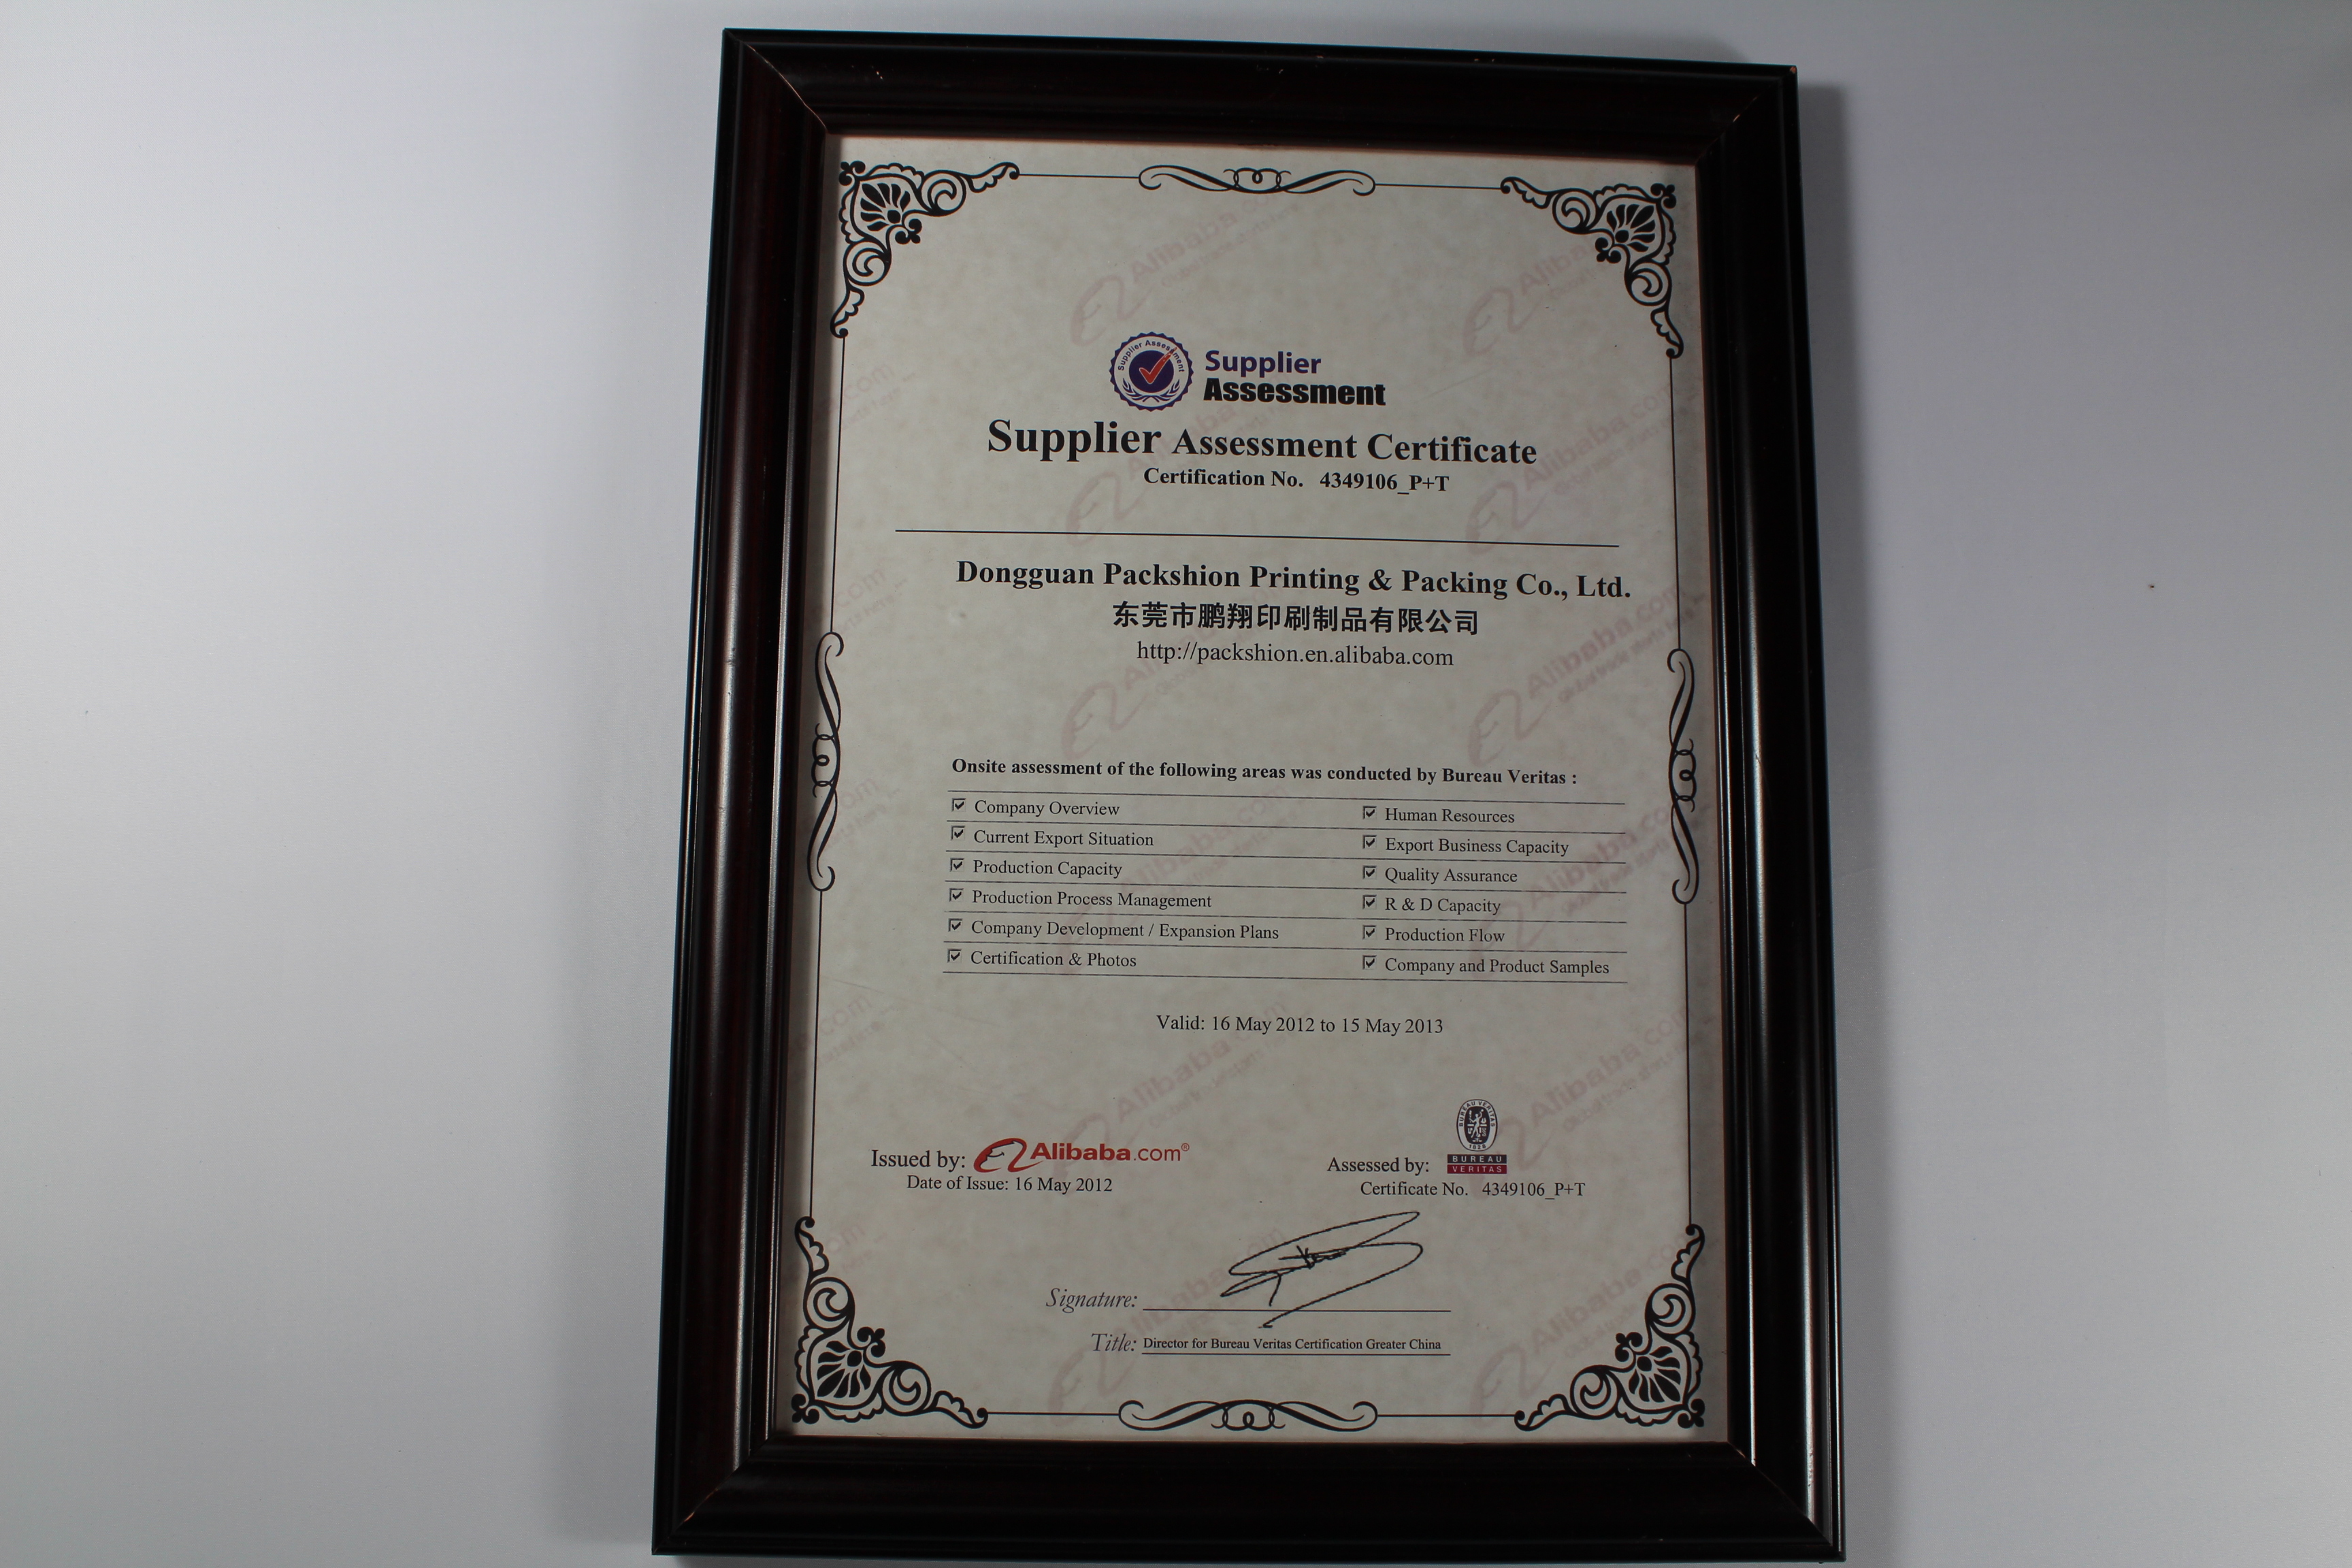 Supplier Assessment
Supplier
Assessment
Supplier Assessment Certificate
Certification No. 4349106_P+T
Dongguan Packshion Printing & Packing Co., Ltd.
东莞市鹏翔印刷制品有限公司
http://packshion.en.alibaba.com
Onsite assessment of the following areas was conducted by Bureau Veritas :
Company Overview
Human Resources
Current Export Situation
Export Business Capacity
Production Capacity
Quality Assurance
Production Process Management
R & D Capacity
Company Development / Expansion Plans
Production Flow
Certification & Photos
Company and Product Samples
Valid: 16 May 2012 to 15 May 2013
Issued by: Alibaba.com®
Date of Issue: 16 May 2012
BUREAU VERITAS
1828
Assessed by: BUREAU
VERITAS
Certificate No. 4349106_P+T
Signature:
Title: Director for Bureau Veritas Certification Greater China